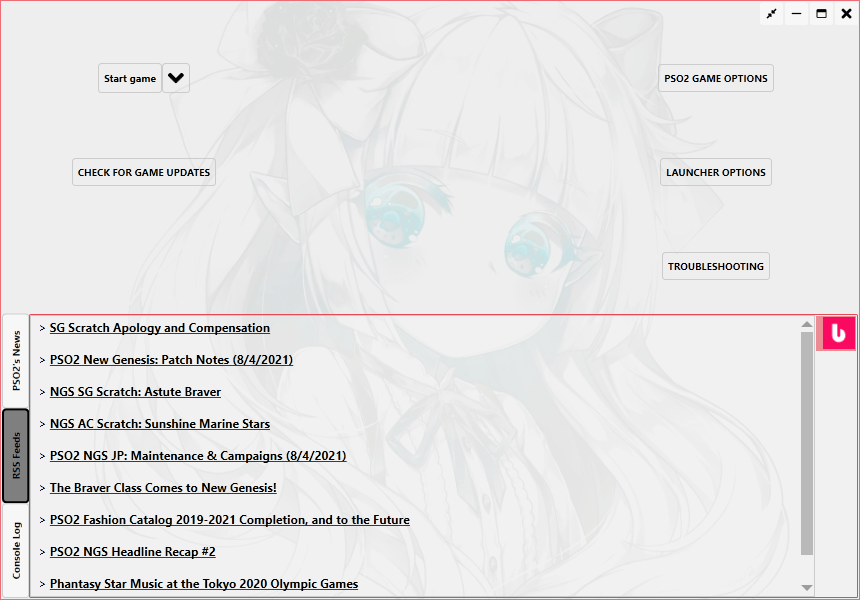 Start game
PSO2 GAME OPTIONS
CHECK FOR GAME UPDATES
LAUNCHER OPTIONS
TROUBLESHOOTING
PSO2's News
RSS Feeds
Console Log
> SG Scratch Apology and Compensation
> PSO2 New Genesis: Patch Notes (8/4/2021)
> NGS SG Scratch: Astute Braver
> NGS AC Scratch: Sunshine Marine Stars
> PSO2 NGS JP: Maintenance & Campaigns (8/4/2021)
> The Braver Class Comes to New Genesis!
> PSO2 Fashion Catalog 2019-2021 Completion, and to the Future
> PSO2 NGS Headline Recap #2
> Phantasy Star Music at the Tokyo 2020 Olympic Games